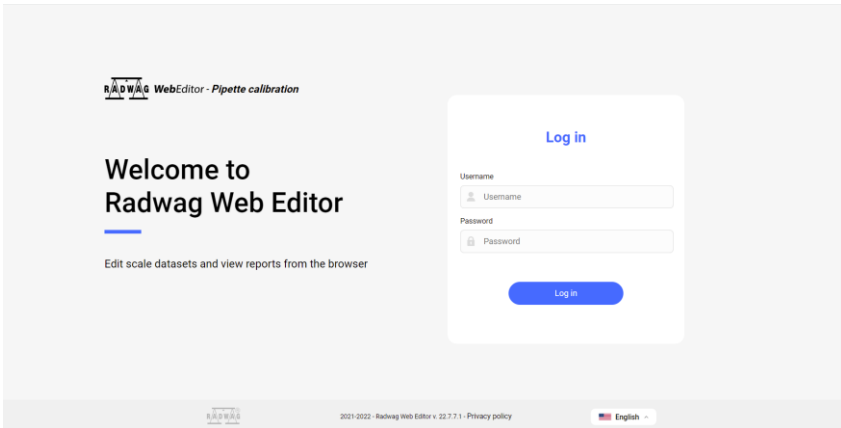 RADWAG WebEditor - Pipette calibration
Welcome to
Radwag Web Editor
Edit scale datasets and view reports from the browser
Log in
Username
Username
Password
Password
Log in
RADWAG
2021-2022 - Radwag Web Editor v. 22.7.7.1 - Privacy policy
English